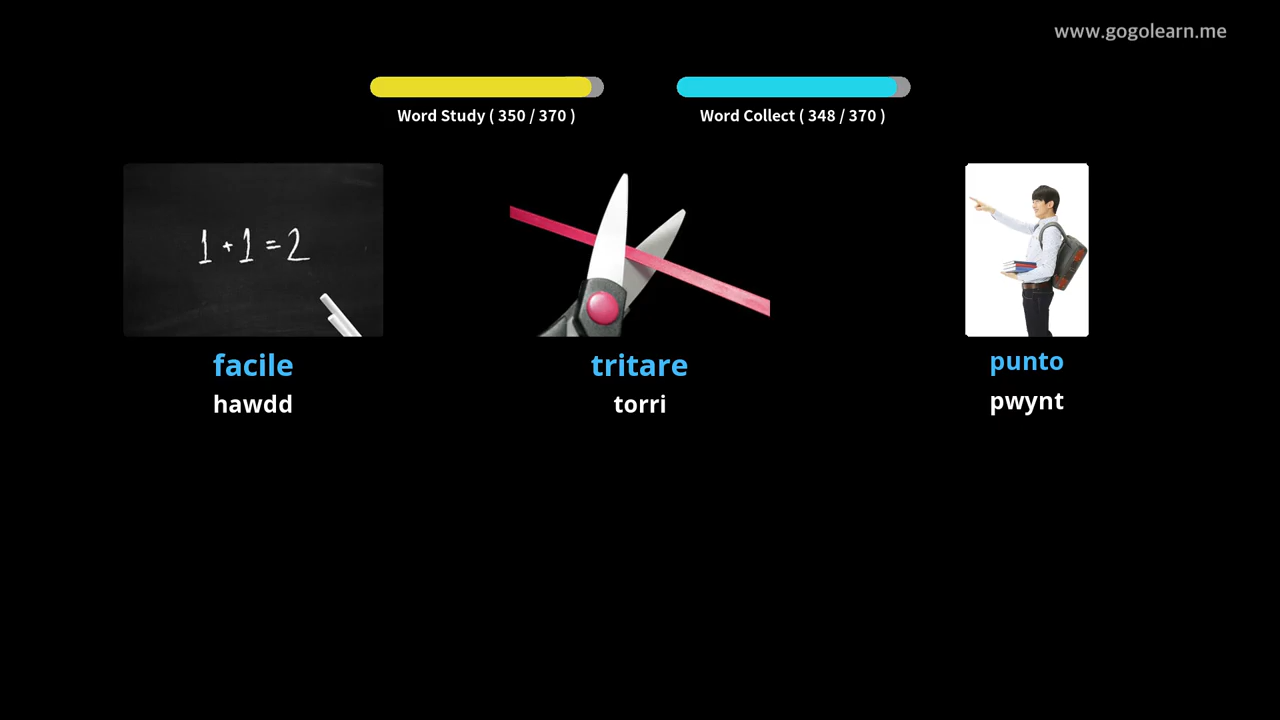 www.gogolearn.me
Word Study ( 350 / 370 )
Word Collect ( 348 / 370 )
1 + 1 = 2
facile
hawdd
tritare
torri
punto
pwynt